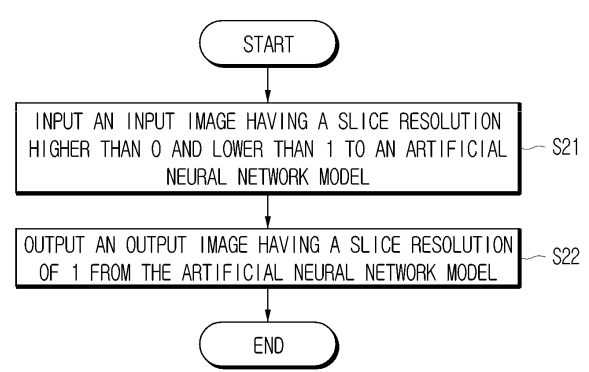 START
INPUT AN INPUT IMAGE HAVING A SLICE RESOLUTION
HIGHER THAN 0 AND LOWER THAN 1 TO AN ARTIFICIAL
NEURAL NETWORK MODEL
S21
OUTPUT AN OUTPUT IMAGE HAVING A SLICE RESOLUTION
OF 1 FROM THE ARTIFICIAL NEURAL NETWORK MODEL
S22
END